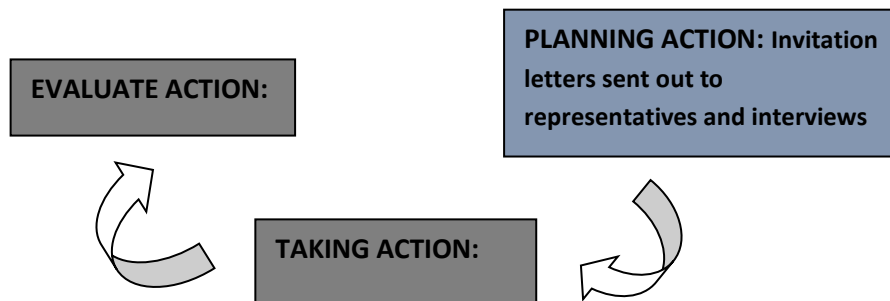 EVALUATE ACTION:
PLANNING ACTION: Invitation
letters sent out to
representatives and interviews
TAKING ACTION: